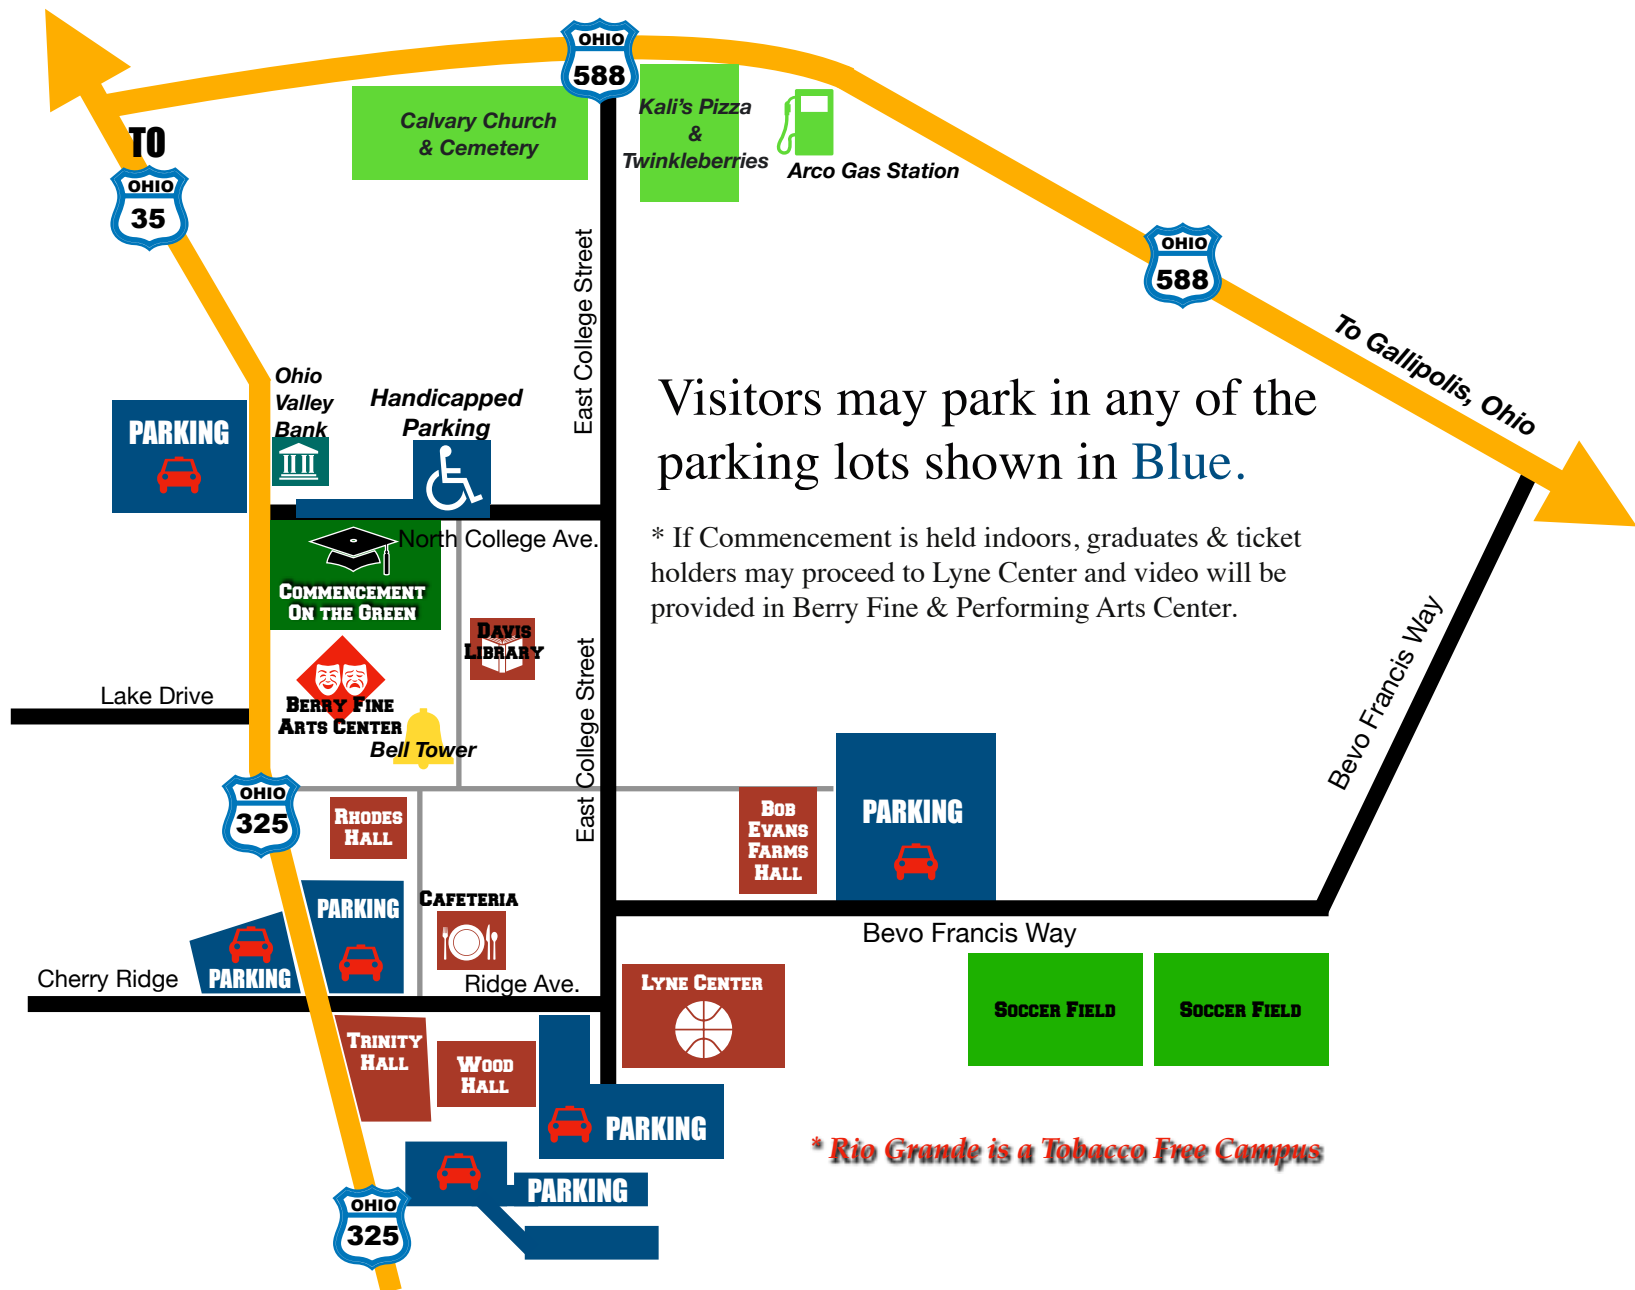 OHIO
588
Kali's Pizza
&
Twinkleberries
Calvary Church
& Cemetery
TO
Arco Gas Station
OHIO
35
OHIO
588
East College Street
To Gallipolis, Ohio
Ohio
Valley
Bank
Handicapped
Parking
PARKING
Visitors may park in any of the
parking lots shown in Blue.
North College Ave.
* If Commencement is held indoors, graduates & ticket
holders may proceed to Lyne Center and video will be
provided in Berry Fine & Performing Arts Center.
COMMENCEMENT
ON THE GREEN
DAVIS
LIBRARY
Bevo Francis Way
Lake Drive
BERRY FINE
ARTS CENTER
Bell Tower
East College Street
OHIO
325
RHODES
HALL
BOB
EVANS
FARMS
HALL
PARKING
PARKING
CAFETERIA
Bevo Francis Way
Cherry Ridge
PARKING
Ridge Ave.
LYNE CENTER
SOCCER FIELD
SOCCER FIELD
TRINITY
HALL
WOOD
HALL
PARKING
* Rio Grande is a Tobacco Free Campus
PARKING
OHIO
325